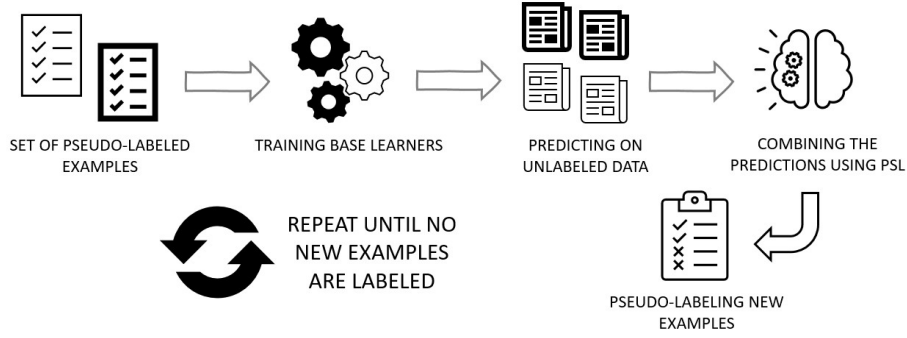 SET OF PSEUDO-LABELED
EXAMPLES
TRAINING BASE LEARNERS
PREDICTING ON
UNLABELED DATA
COMBINING THE
PREDICTIONS USING PSL
REPEAT UNTIL NO
NEW EXAMPLES
ARE LABELED
PSEUDO-LABELING NEW
EXAMPLES